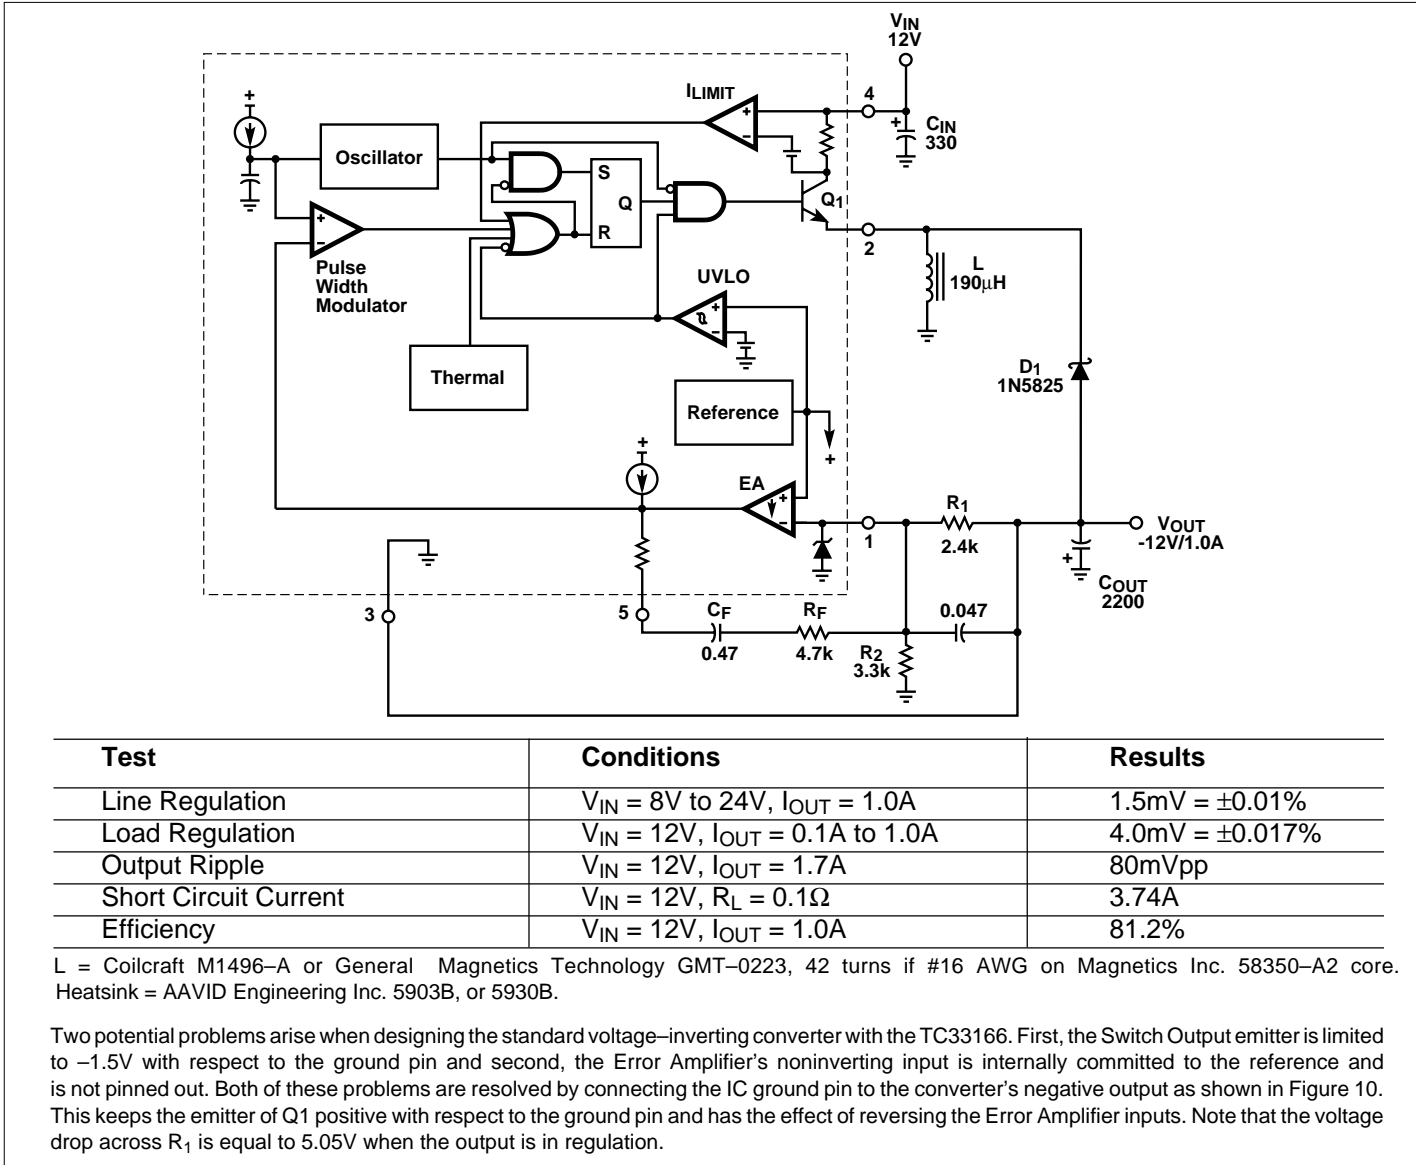 VIN
12V
ILIMIT
4
+
CIN
330
+
Oscillator
+
–
S
Q
R
Q1
2
+
–
Pulse
Width
Modulator
UVLO
+
–
L
190µH
Thermal
D1
1N5825
Reference
+
+
EA
+
–
1
R1
2.4k
VOUT
-12V/1.0A
+
COUT
2200
3
5
CF
0.47
RF
4.7k
0.047
R2
3.3k
Test Conditions Results
Line Regulation VIN = 8V to 24V, IOUT = 1.0A 1.5mV = ±0.01%
Load Regulation VIN = 12V, IOUT = 0.1A to 1.0A 4.0mV = ±0.017%
Output Ripple VIN = 12V, IOUT = 1.7A 80mVpp
Short Circuit Current VIN = 12V, RL = 0.1Ω 3.74A
Efficiency VIN = 12V, IOUT = 1.0A 81.2%
L = Coilcraft M1496–A or General Magnetics Technology GMT–0223, 42 turns if #16 AWG on Magnetics Inc. 58350–A2 core.
Heatsink = AAVID Engineering Inc. 5903B, or 5930B.
Two potential problems arise when designing the standard voltage–inverting converter with the TC33166. First, the Switch Output emitter is limited
to –1.5V with respect to the ground pin and second, the Error Amplifier's noninverting input is internally committed to the reference and
is not pinned out. Both of these problems are resolved by connecting the IC ground pin to the converter's negative output as shown in Figure 10.
This keeps the emitter of Q1 positive with respect to the ground pin and has the effect of reversing the Error Amplifier inputs. Note that the voltage
drop across R1 is equal to 5.05V when the output is in regulation.